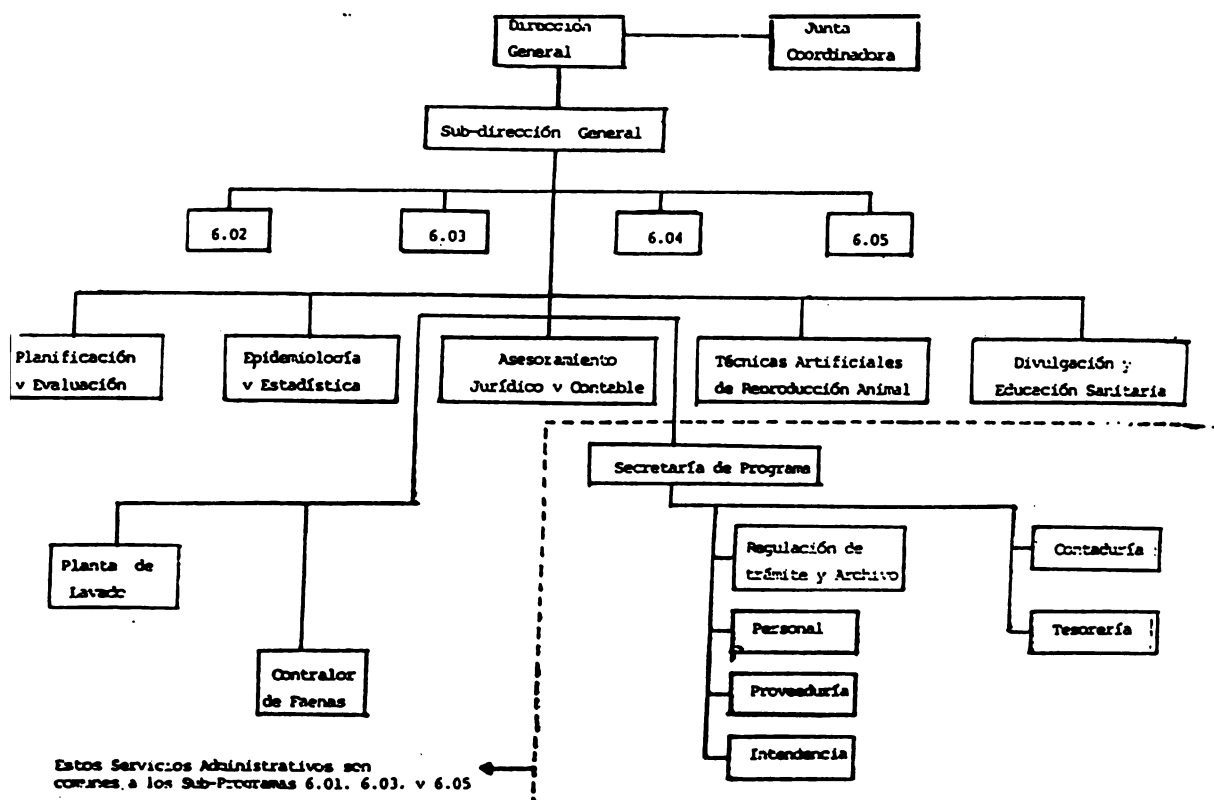 Dirección
General
Junta
Coordinadora
Sub-dirección General
6.02
6.03
6.04
6.05
Planificación
y Evaluación
Epidemiología
y Estadística
Asesoramiento
Jurídico y Contable
Técnicas Artificiales
de Reproducción Animal
Divulgación y
Educación Sanitaria
Secretaría de Programa
Planta de
Lavado
Contralor
de Faenas
Regulación de
trámite y Archivo
Personal
Proveeduría
Intendencia
Contaduría
Tesorería
Estos Servicios Administrativos son
comunes a los Sub-Programas 6.01. 6.03. y 6.05